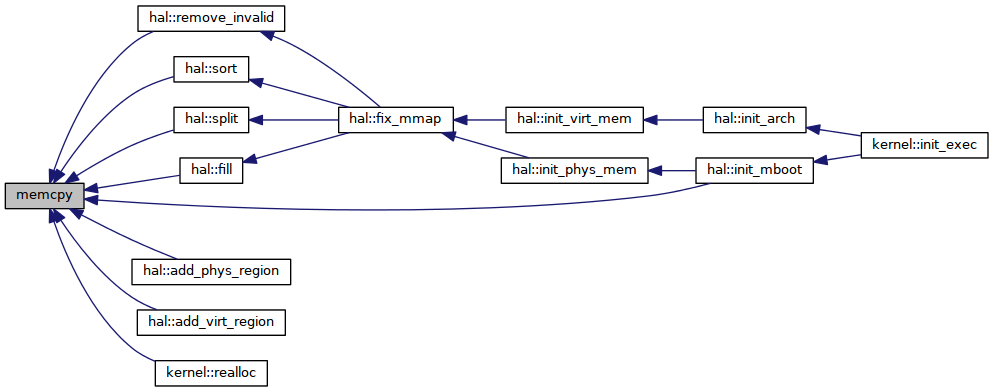 hal::remove_invalid
hal::sort
hal::split
hal::fix_mmap
hal::init_virt_mem
hal::init_arch
kernel::init_exec
hal::fill
hal::init_phys_mem
hal::init_mboot
memcpy
hal::add_phys_region
hal::add_virt_region
kernel::realloc